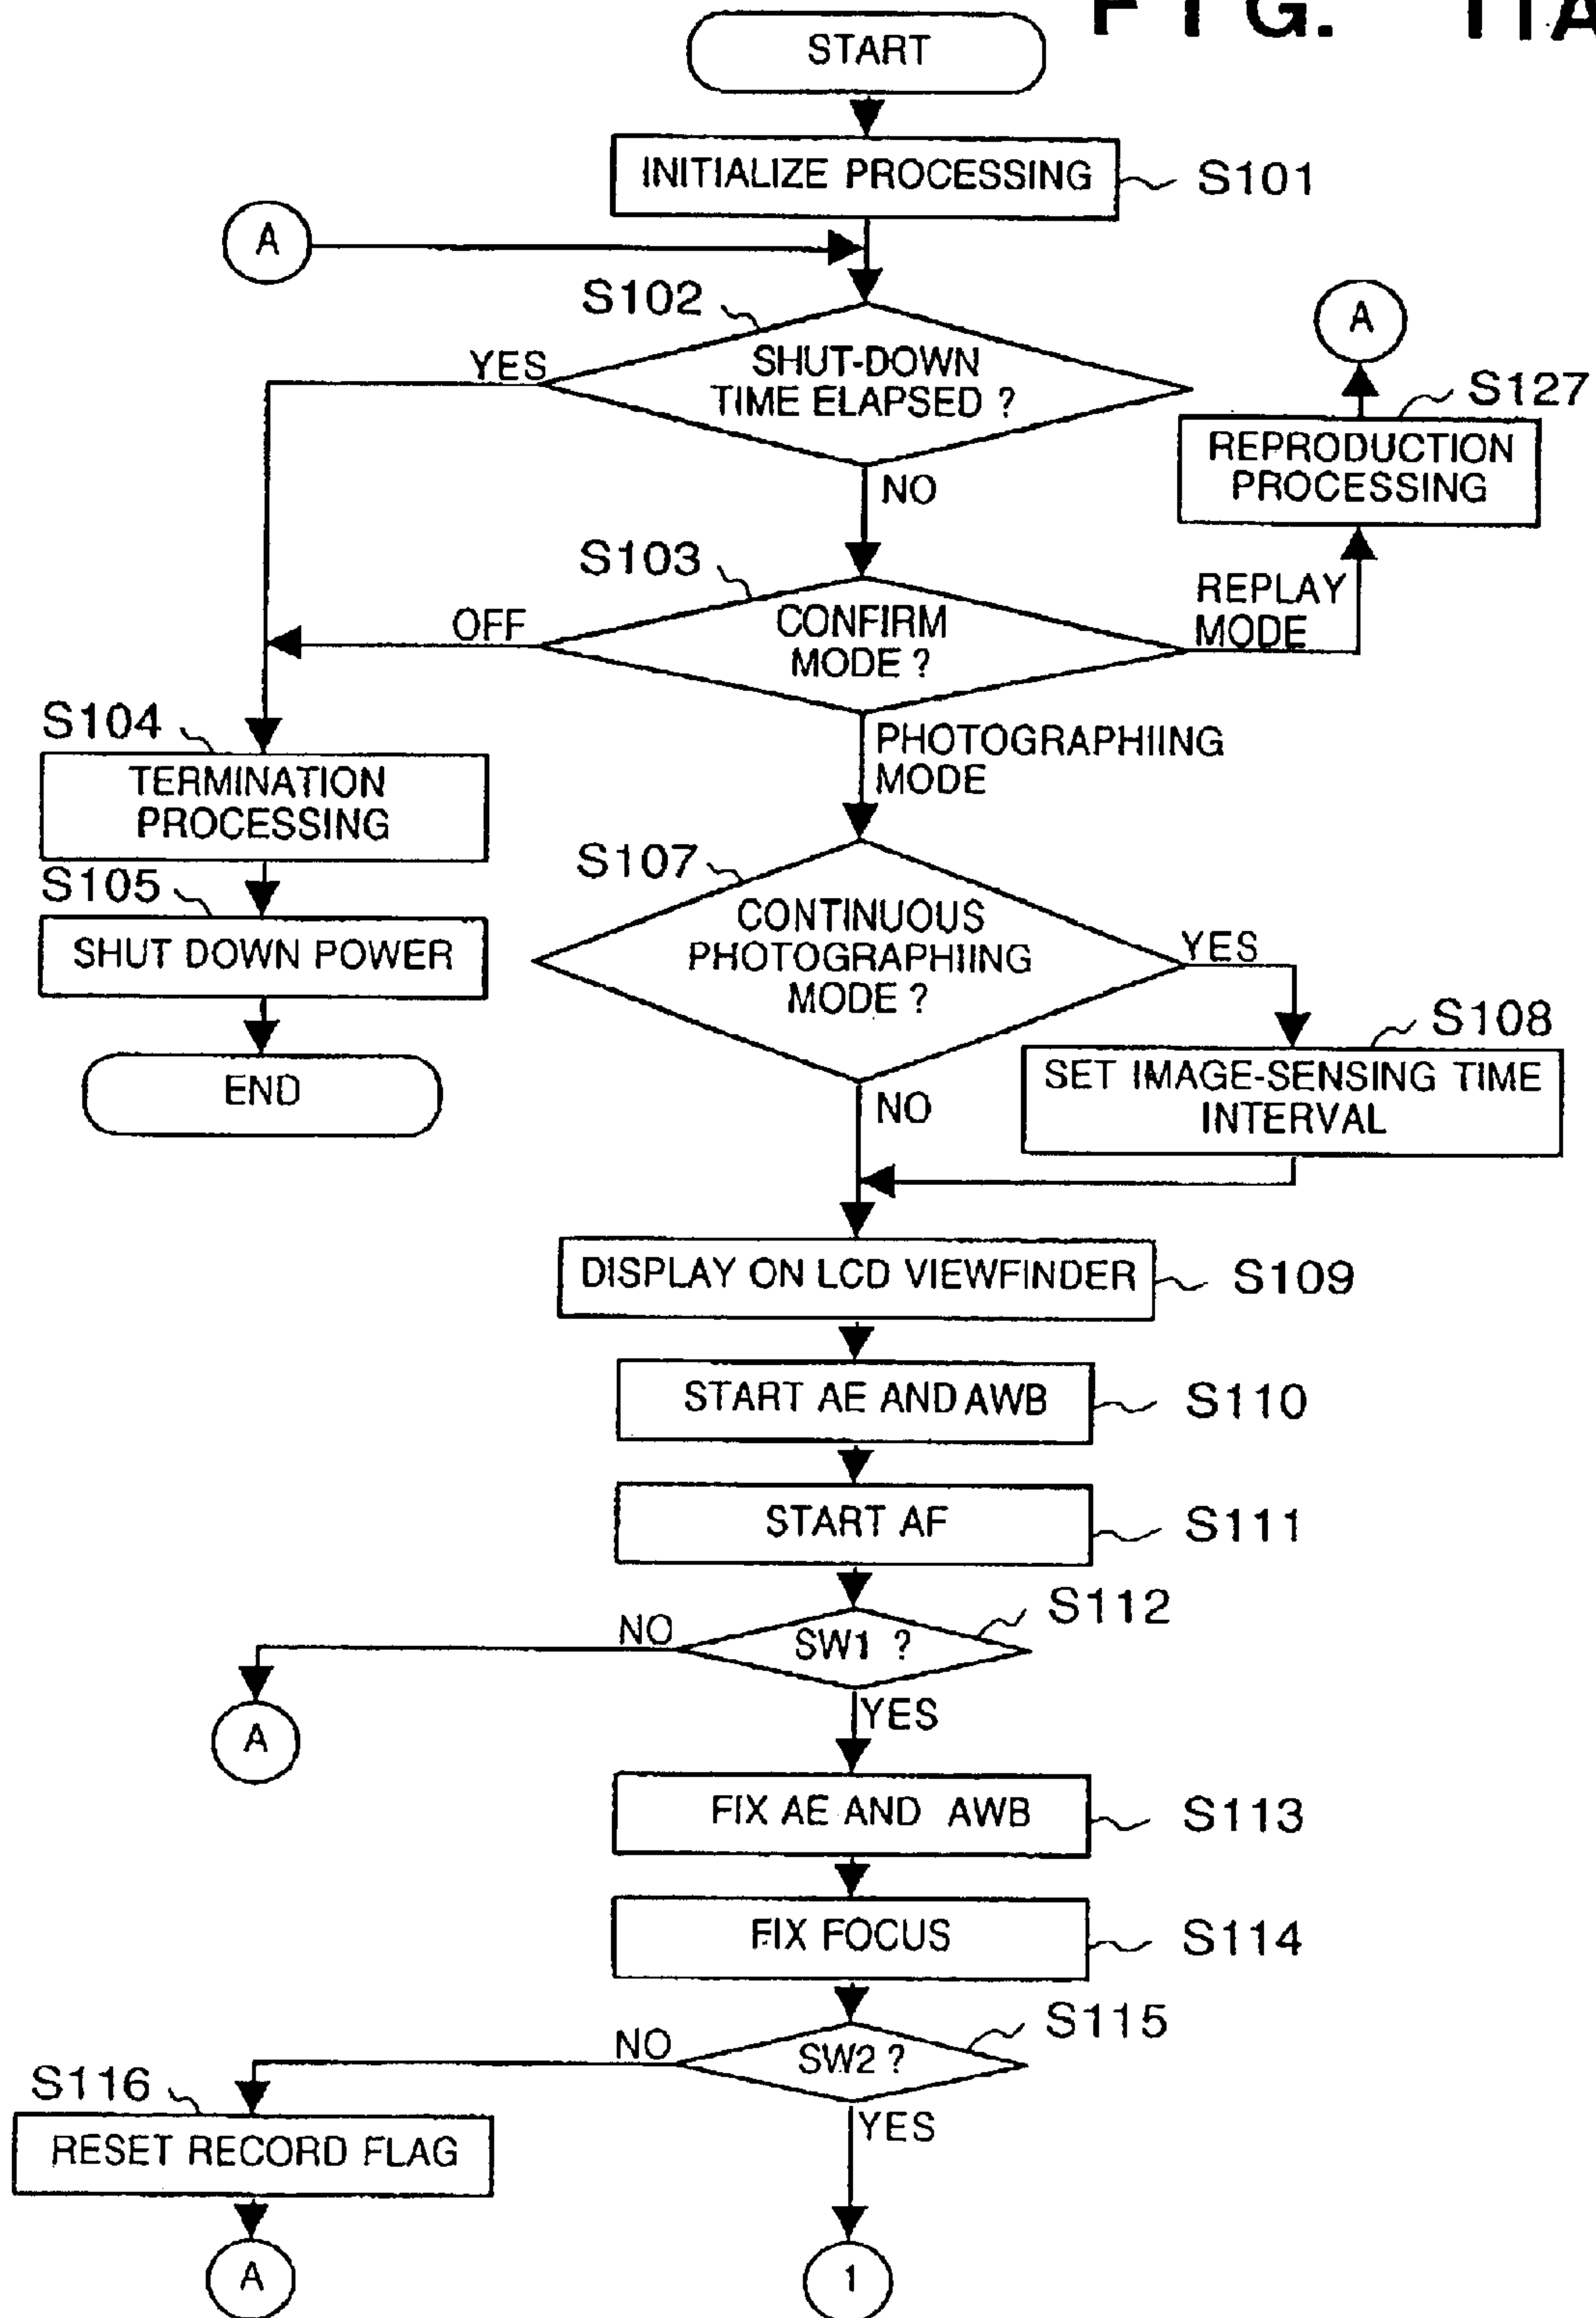 FIG. 11A
START
INITIALIZE PROCESSING
S101
A
S102
SHUT-DOWN
TIME ELAPSED ?
YES
NO
A
S127
REPRODUCTION
PROCESSING
S103
CONFIRM
MODE ?
OFF
REPLAY
MODE
PHOTOGRAPHIING
MODE
S104
TERMINATION
PROCESSING
S105
SHUT DOWN POWER
END
S107
CONTINUOUS
PHOTOGRAPHIING
MODE ?
YES
NO
S108
SET IMAGE-SENSING TIME
INTERVAL
DISPLAY ON LCD VIEWFINDER
S109
START AE AND AWB
S110
START AF
S111
S112
SW1 ?
NO
A
YES
FIX AE AND AWB
S113
FIX FOCUS
S114
S115
SW2 ?
NO
S116
RESET RECORD FLAG
A
YES
1